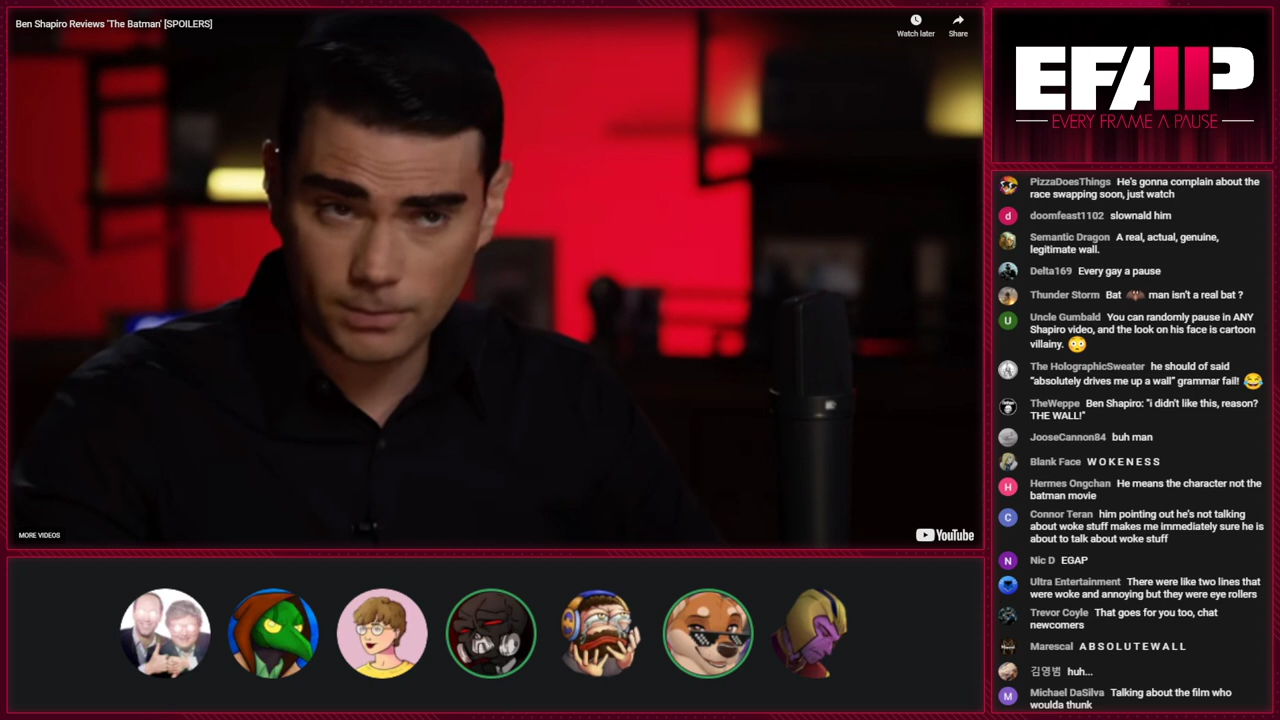 Ben Shapiro Reviews 'The Batman' [SPOILERS]
Watch later
Share
MORE VIDEOS
YouTube
EFAP
EVERY FRAME A PAUSE
PizzaDoesThings He's gonna complain about the
race swapping soon, just watch
d
doomfeast1102 slownald him
Semantic Dragon A real, actual, genuine,
legitimate wall.
Delta169 Every gay a pause
Thunder Storm Bat 🦇 man isn't a real bat ?
U
Uncle Gumbald You can randomly pause in ANY
Shapiro video, and the look on his face is cartoon
villainy. 😳
The HolographicSweater he should of said
"absolutely drives me up a wall" grammar fail! 😂
TheWeppe Ben Shapiro: "i didn't like this, reason?
THE WALL!"
JooseCannon84 buh man
Blank Face W O K E N E S S
H
Hermes Ongchan He means the character not the
batman movie
C
Connor Teran him pointing out he's not talking
about woke stuff makes me immediately sure he is
about to talk about woke stuff
N
Nic D EGAP
Ultra Entertainment There were like two lines that
were woke and annoying but they were eye rollers
Trevor Coyle That goes for you too, chat
newcomers
Marescal A B S O L U T E W A L L
김영범 huh...
M
Michael DaSilva Talking about the film who
woulda thunk